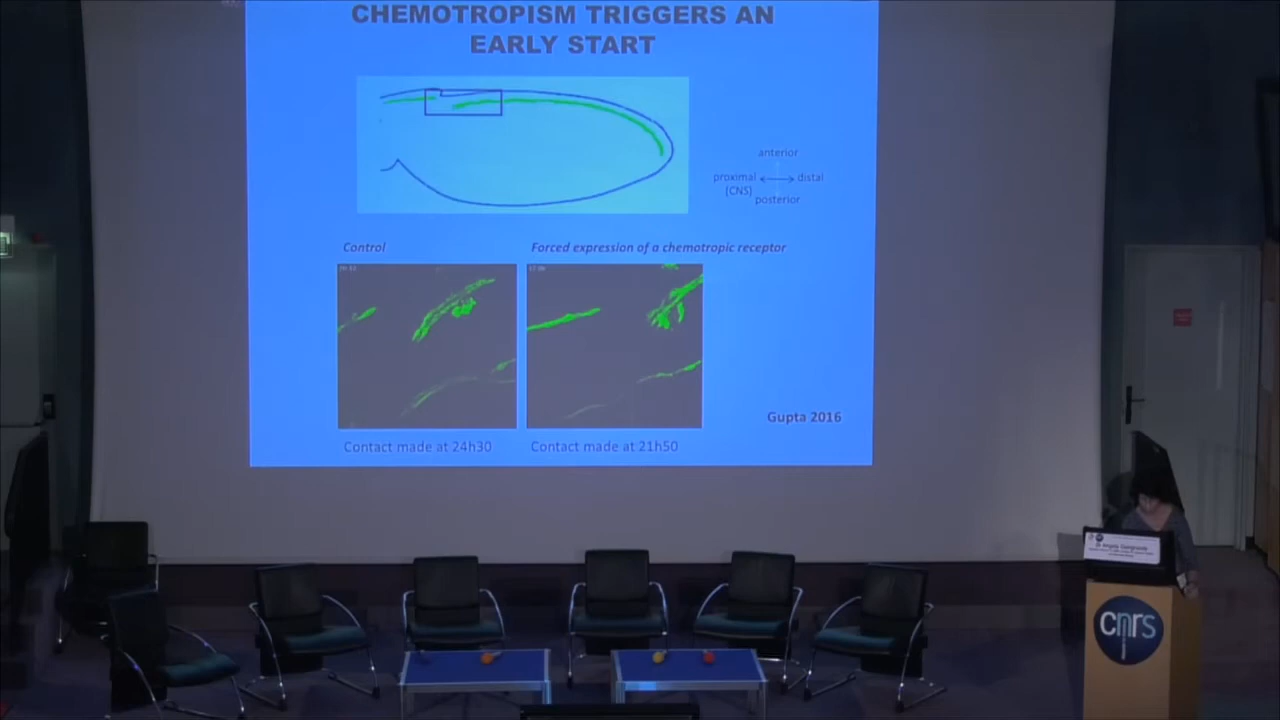 CHEMOTROPISM TRIGGERS AN
EARLY START
anterior
proximal
distal
[CNS]
posterior
Control
Forced expression of a chemotropic receptor
Gupta 2016
Contact made at 24h30
Contact made at 21h50
cnrs